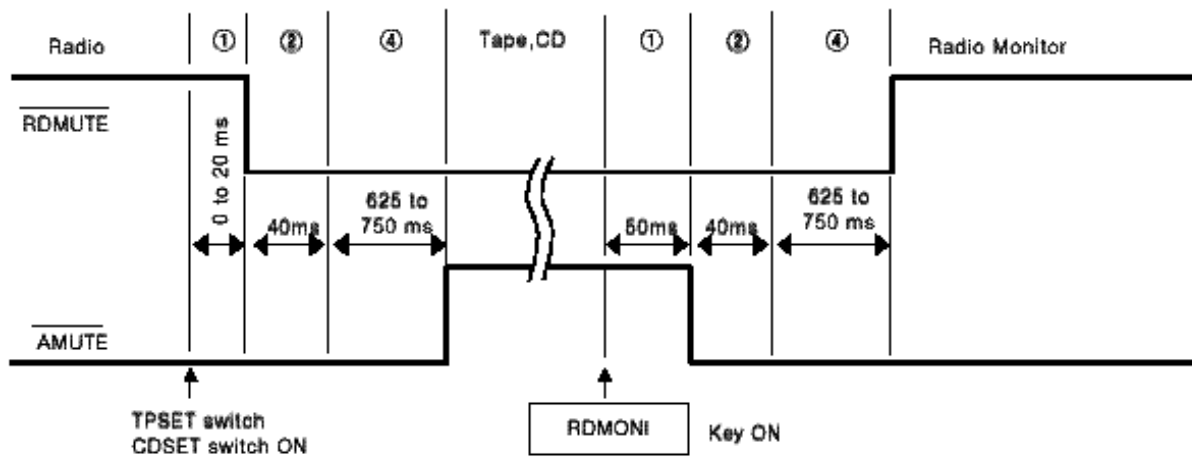 Radio ① ② ④ Tape,CD ① ② ④ Radio Monitor
RDMUTE
0 to 20 ms
40ms
625 to
750 ms
50ms
40ms
625 to
750 ms
AMUTE
TPSET switch
CDSET switch ON
RDMONI
Key ON